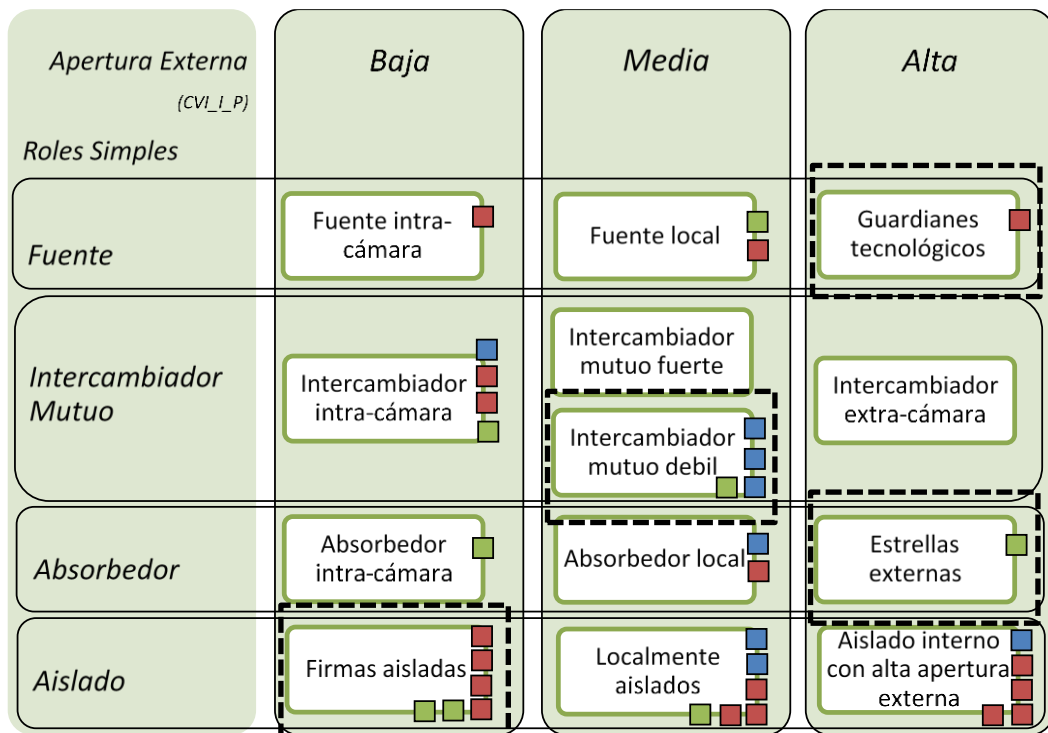 Apertura Externa
(CVI_I_P)
Roles Simples
Baja
Media
Alta
Fuente
Fuente intra-
cámara
Fuente local
Guardianes
tecnológicos
Intercambiador
Mutuo
Intercambiador
intra-cámara
Intercambiador
mutuo fuerte
Intercambiador
mutuo debil
Intercambiador
extra-cámara
Absorbedor
Absorbedor
intra-cámara
Absorbedor local
Estrellas
externas
Aislado
Firmas aisladas
Localmente
aislados
Aislado interno
con alta apertura
externa